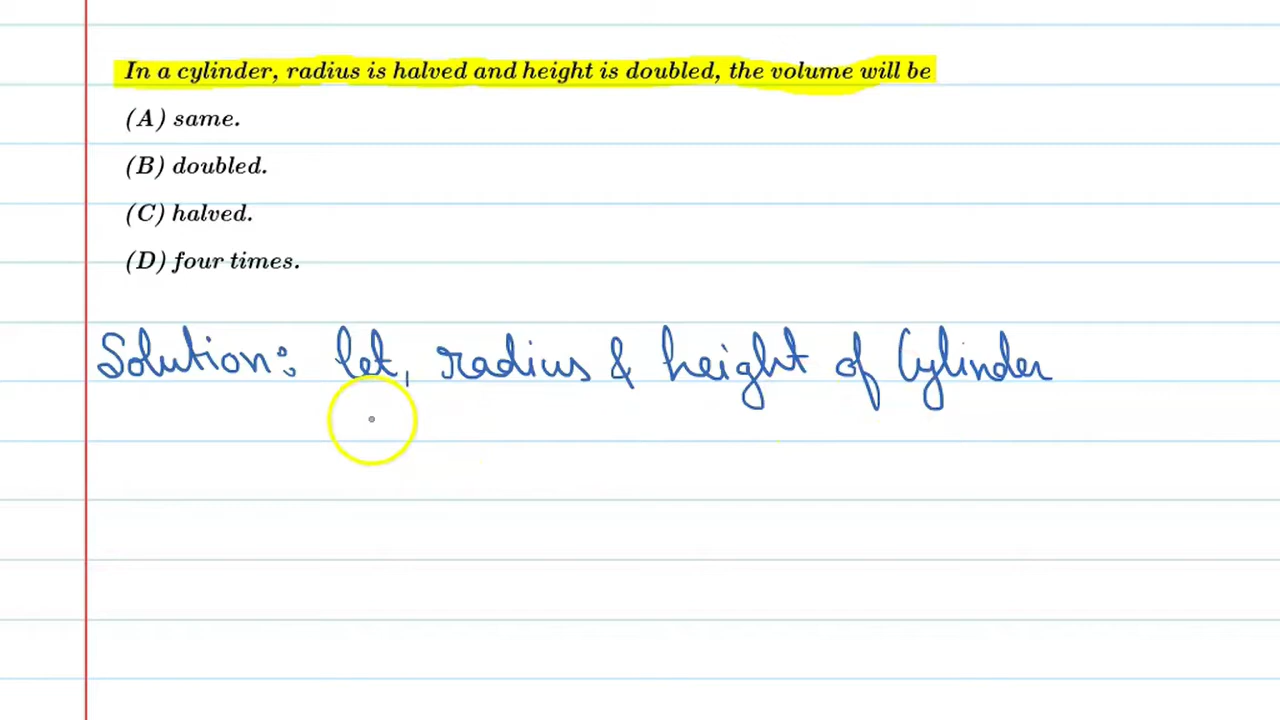 In a cylinder, radius is halved and height is doubled, the volume will be
(A) same.
(B) doubled.
(C) halved.
(D) four times.
Solution: let, radius & height of Cylinder